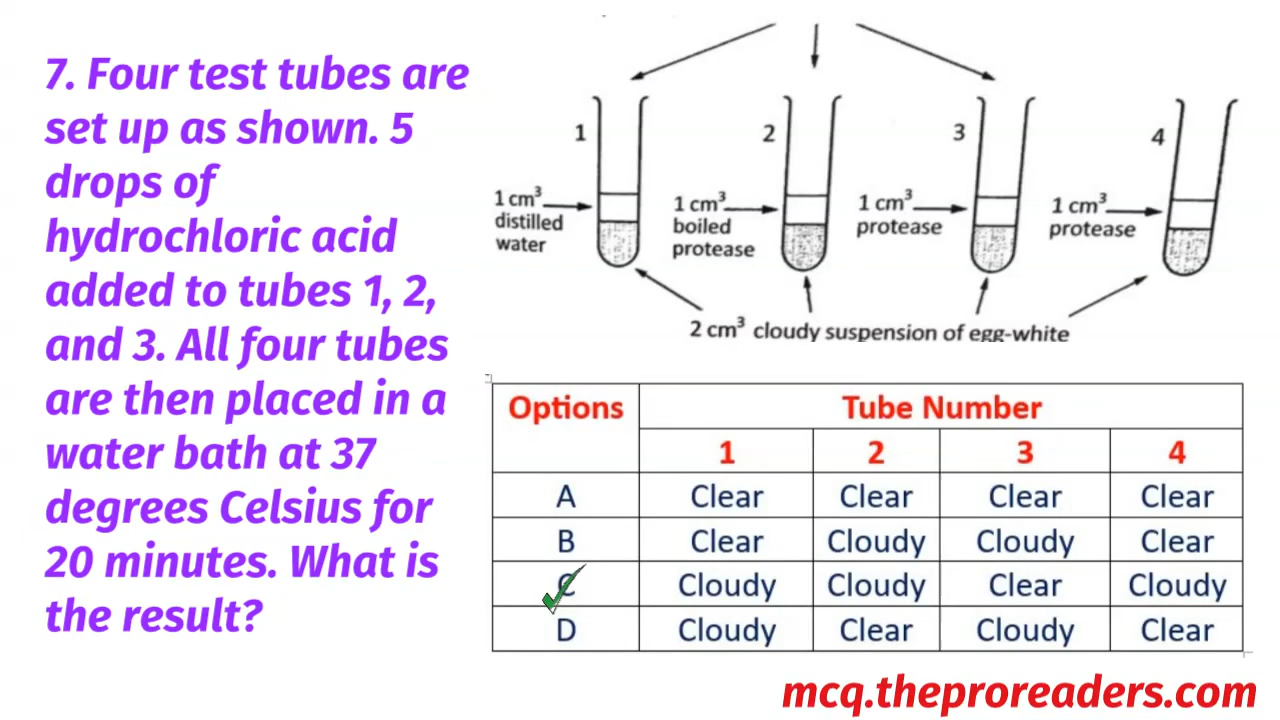 7. Four test tubes are
set up as shown. 5
drops of
hydrochloric acid
added to tubes 1, 2,
and 3. All four tubes
are then placed in a
water bath at 37
degrees Celsius for
20 minutes. What is
the result?
1
2
3
4
1 cm³
distilled
water
1 cm³
boiled
protease
1 cm³
protease
1 cm³
protease
2 cm³ cloudy suspension of egg-white
Options Tube Number
1 2 3 4
A Clear Clear Clear Clear
B Clear Cloudy Cloudy Clear
C Cloudy Cloudy Clear Cloudy
D Cloudy Clear Cloudy Clear
mcq.theproreaders.com